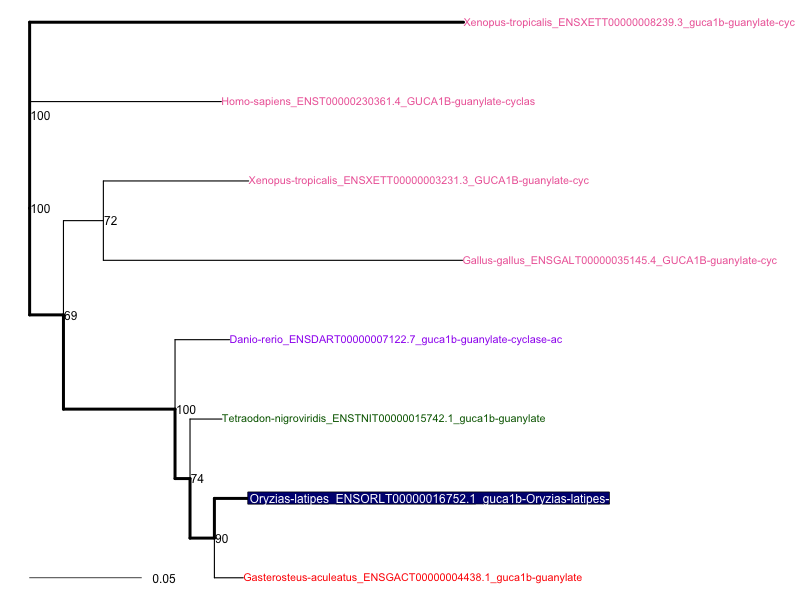 Xenopus-tropicalis_ENSXETT00000008239.3_guca1b-guanylate-cyc
Homo-sapiens_ENST00000230361.4_GUCA1B-guanylate-cyclas
100
Xenopus-tropicalis_ENSXETT00000003231.3_GUCA1B-guanylate-cyc
100
72
Gallus-gallus_ENSGALT00000035145.4_GUCA1B-guanylate-cyc
69
Danio-rerio_ENSDART00000007122.7_guca1b-guanylate-cyclase-ac
100
Tetraodon-nigroviridis_ENSTNIT00000015742.1_guca1b-guanylate
74
Oryzias-latipes_ENSORLT00000016752.1_guca1b-Oryzias-latipes-
90
Gasterosteus-aculeatus_ENSGACT00000004438.1_guca1b-guanylate
0.05